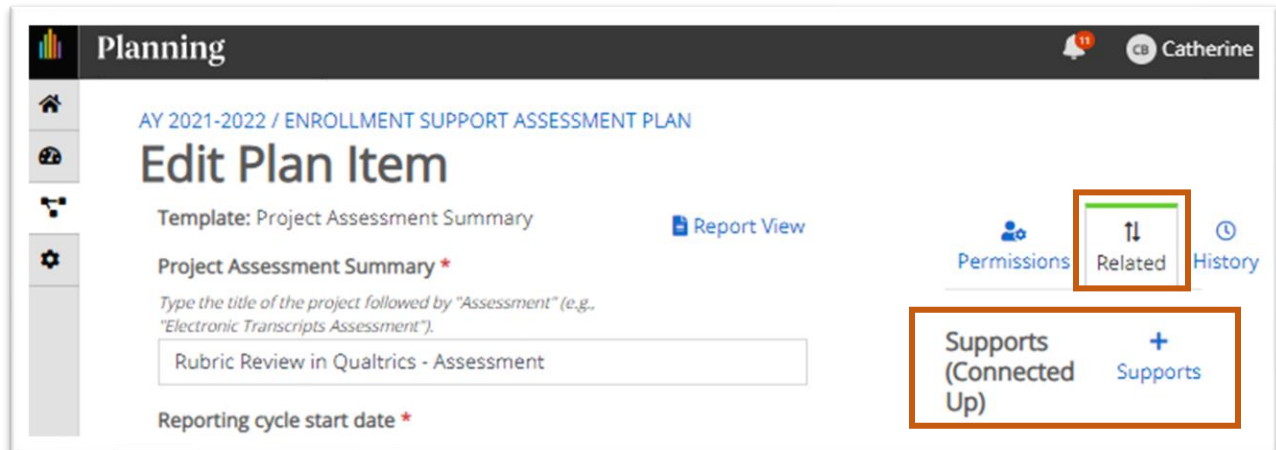 Planning
11
CB Catherine
AY 2021-2022 / ENROLLMENT SUPPORT ASSESSMENT PLAN
Edit Plan Item
Template: Project Assessment Summary
Report View
Permissions
Related
History
Project Assessment Summary *
Type the title of the project followed by "Assessment" (e.g.,
"Electronic Transcripts Assessment").
Rubric Review in Qualtrics - Assessment
Reporting cycle start date *
Supports
(Connected
Up)
+
Supports